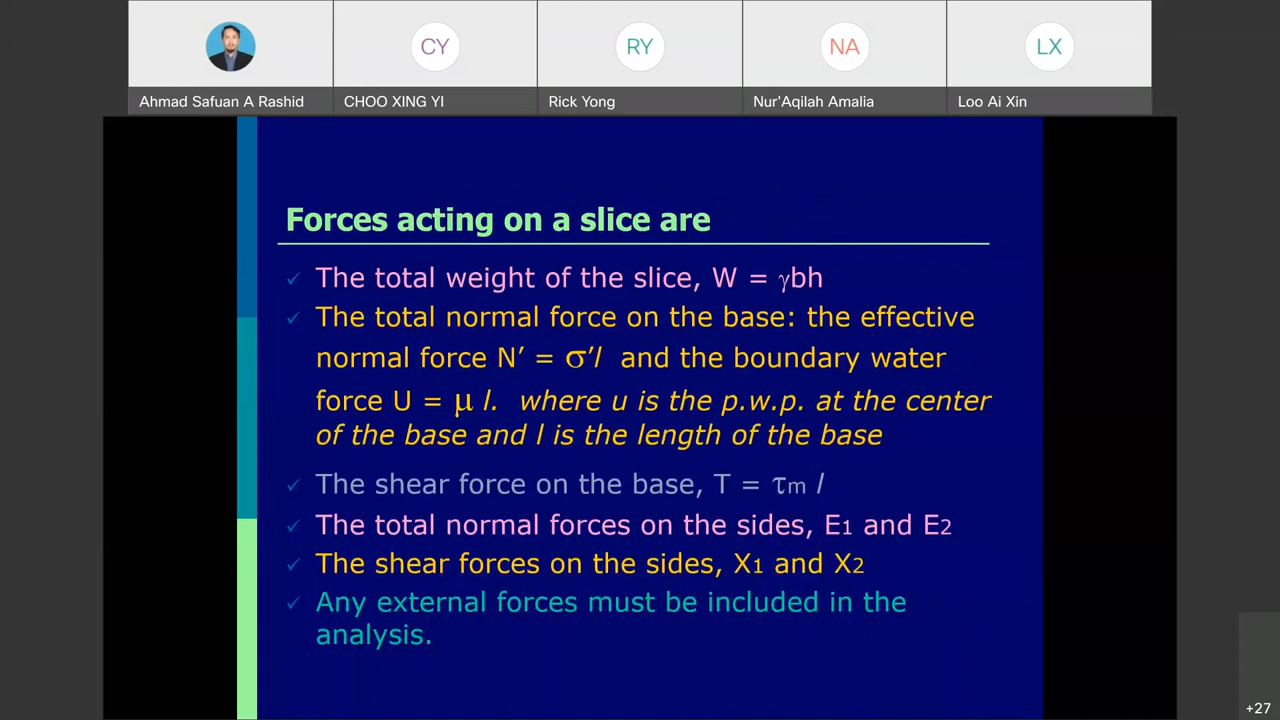 CY
RY
NA
LX
Ahmad Safuan A Rashid
CHOO XING YI
Rick Yong
Nur'Aqilah Amalia
Loo Ai Xin
Forces acting on a slice are
✓ The total weight of the slice, W = γbh
✓ The total normal force on the base: the effective
normal force N′ = σ′l and the boundary water
force U = μ l. where u is the p.w.p. at the center
of the base and l is the length of the base
✓ The shear force on the base, T = τm l
✓ The total normal forces on the sides, E1 and E2
✓ The shear forces on the sides, X1 and X2
✓ Any external forces must be included in the
analysis.
+27